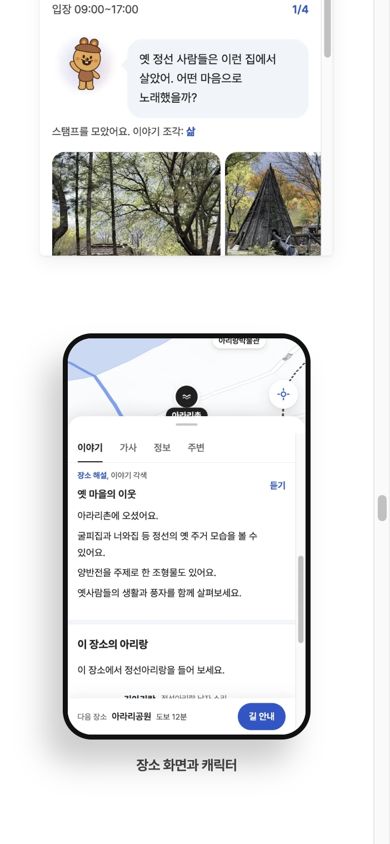 입장 09:00~17:00
1/4
옛 정선 사람들은 이런 집에서
살았어. 어떤 마음으로
노래했을까?
스탬프를 모았어요. 이야기 조각: 삶
아리랑박물관
아라리촌
이야기 가사 정보 주변
장소 해설, 이야기 각색
듣기
옛 마을의 이웃
아라리촌에 오셨어요.
굴피집과 너와집 등 정선의 옛 주거 모습을 볼 수
있어요.
양반전을 주제로 한 조형물도 있어요.
옛사람들의 생활과 풍자를 함께 살펴보세요.
이 장소의 아리랑
이 장소에서 정선아리랑을 들어 보세요.
다음 장소 아라리공원 도보 12분
길 안내
장소 화면과 캐릭터